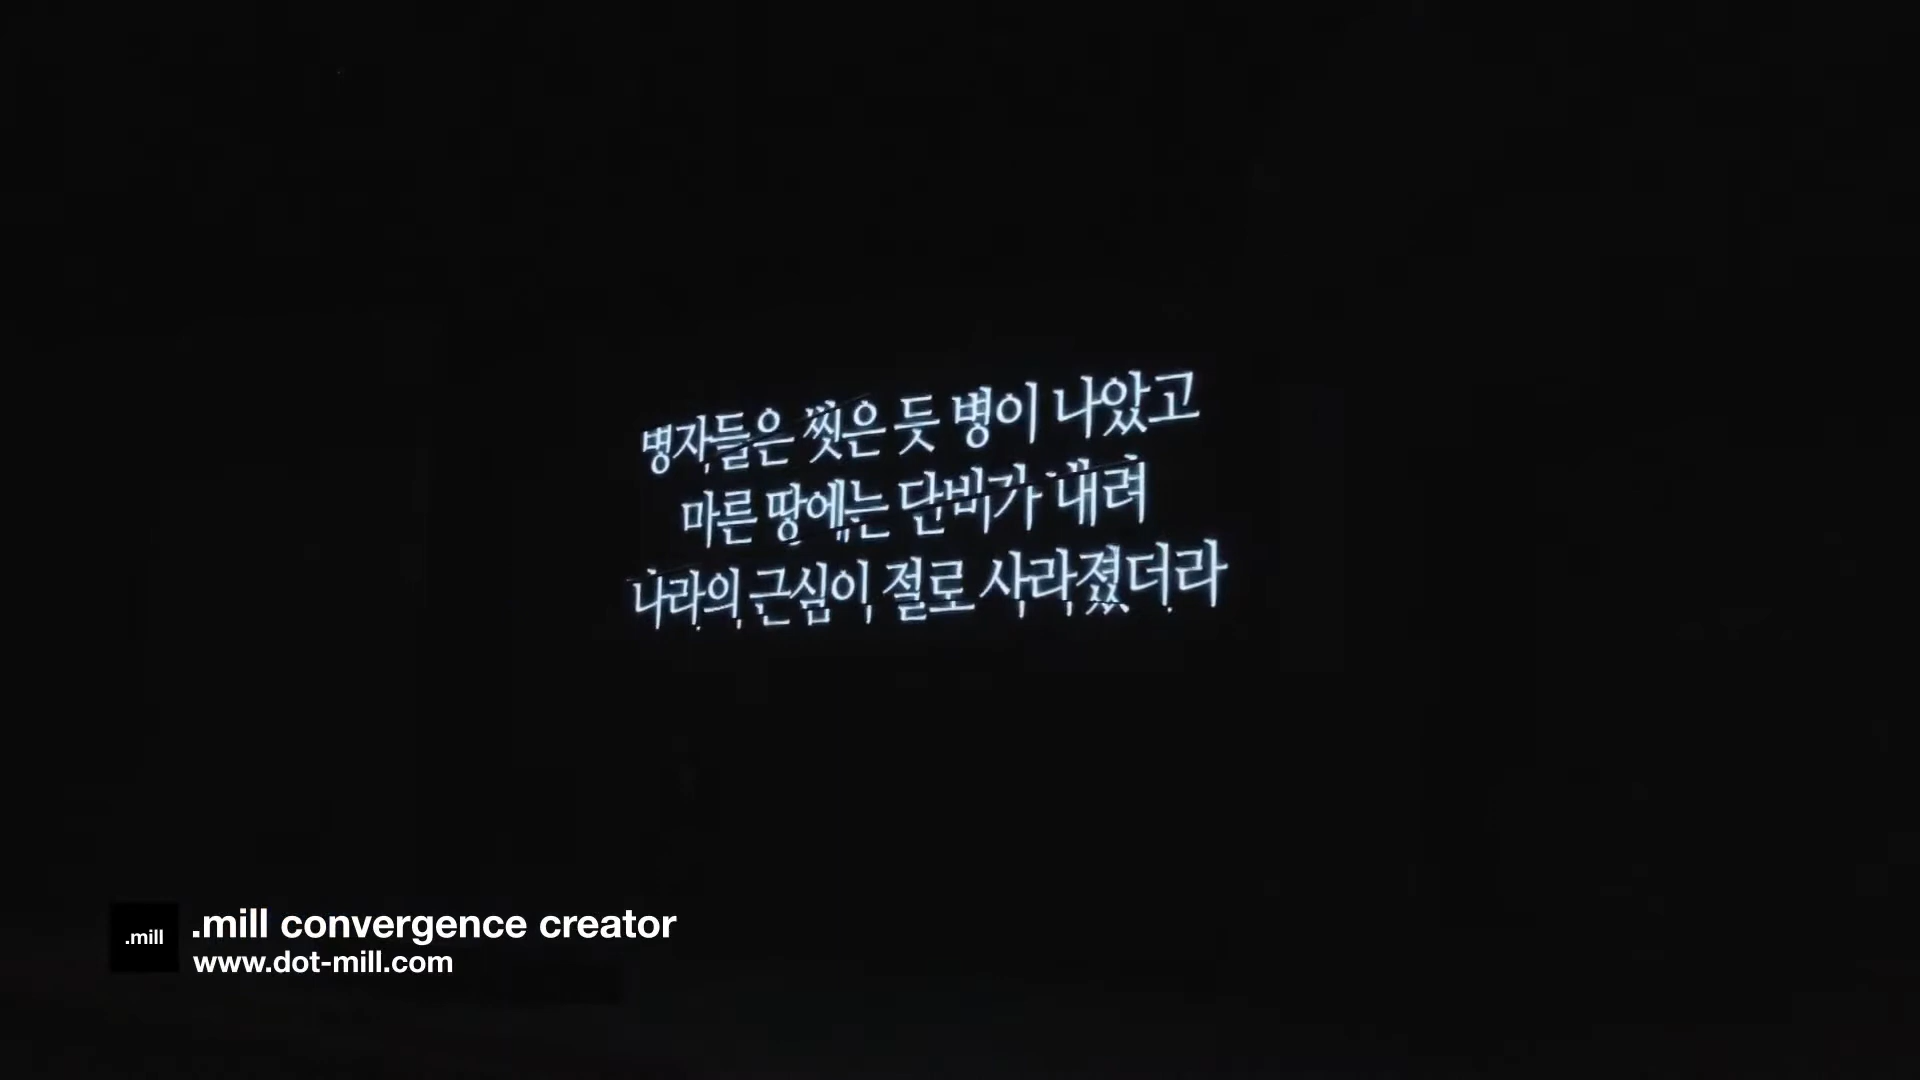 병자들은 씻은 듯 병이 나았고
마른 땅에는 단비가 내려
나라의 근심이 절로 사라졌더라
.mill
.mill convergence creator
www.dot-mill.com